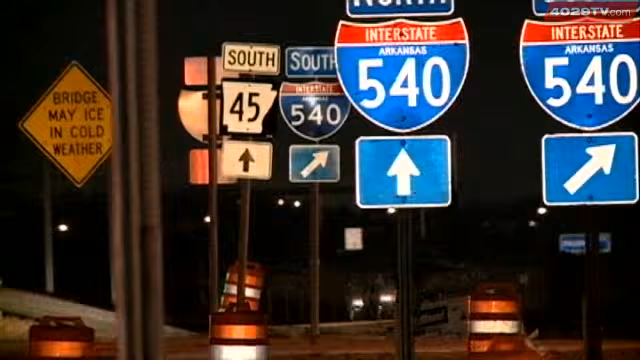 4029TV.com
NORTH
INTERSTATE
ARKANSAS
540
INTERSTATE
ARKANSAS
540
SOUTH
45
SOUTH
INTERSTATE
540
BRIDGE
MAY ICE
IN COLD
WEATHER